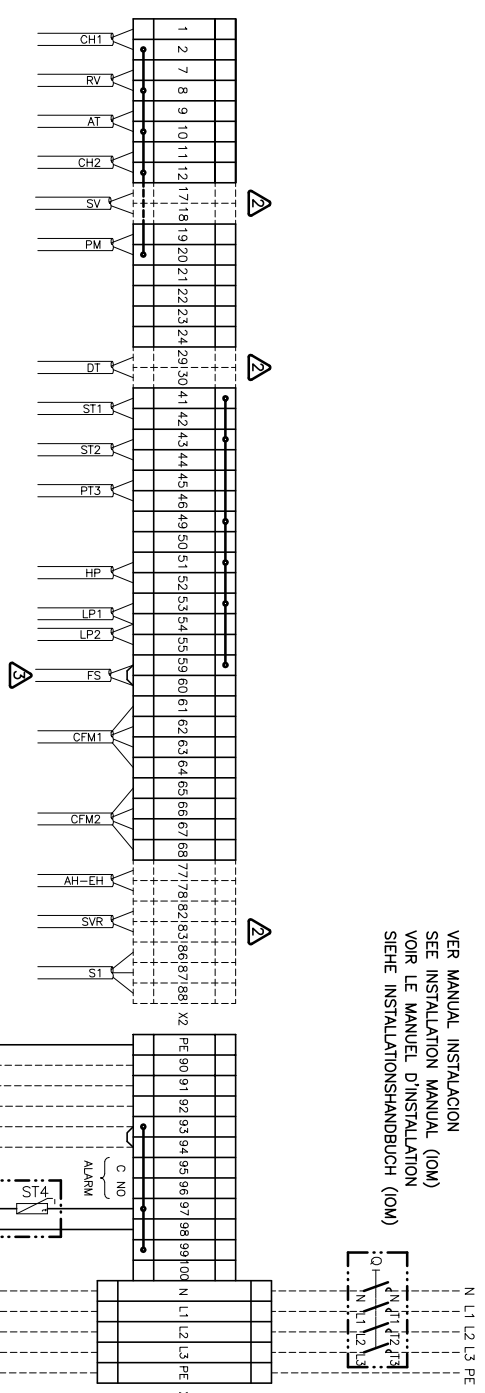 VER MANUAL INSTALACION
SEE INSTALLATION MANUAL (IOM)
VOIR LE MANUEL D'INSTALLATION
SIEHE INSTALLATIONSHANDBUCH (IOM)
1 2 7 8 9 10 11 12 17 18 19 20 21 22 23 24 29 30 41 42 43 44 45 46 49 50 51 52 53 54 55 59 60 61 62 63 64 65 66 67 68 77 78 82 83 86 87 88 X2
2
2
2
CH1
RV
AT
CH2
SV
PM
DT
ST1
ST2
PT3
HP
LP1
LP2
FS
3
CFM1
CFM2
AH-EH
SVR
S1
PE 90 91 92 93 94 95 96 97 98 99 100
C NO
ALARM
ST4
N L1 L2 L3 PE
Q
N T1 T2 T3
N L1 L2 L3
N L1 L2 L3 PE